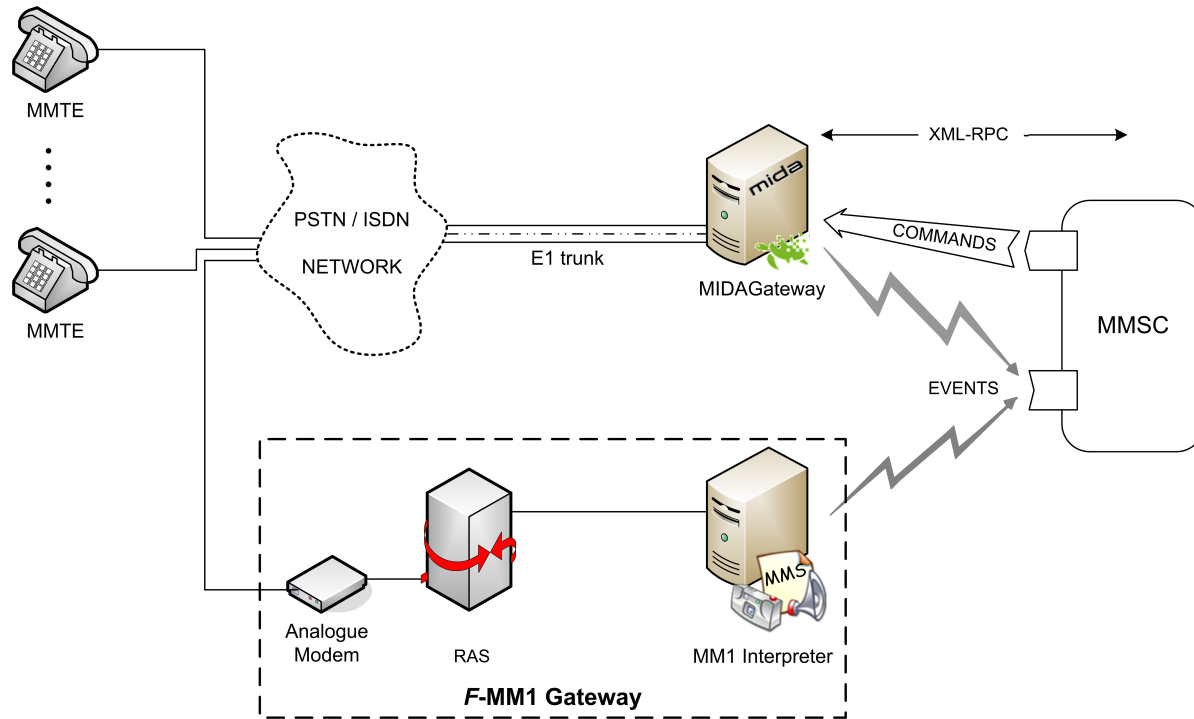 MMTE
MMTE
PSTN / ISDN
NETWORK
E1 trunk
mida
MIDAGateway
XML-RPC
COMMANDS
MMSC
EVENTS
Analogue
Modem
RAS
MMS
MM1 Interpreter
F-MM1 Gateway